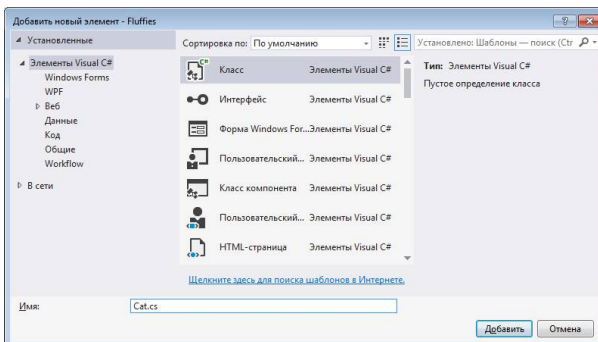 Добавить новый элемент - Fluffies
Установленные
Сортировка по: По умолчанию
Установлено: Шаблоны — поиск (Ctr
Элементы Visual C#
Windows Forms
WPF
Веб
Данные
Код
Общие
Workflow
В сети
C#
Класс Элементы Visual C#
Интерфейс Элементы Visual C#
Форма Windows For...Элементы Visual C#
Пользовательский... Элементы Visual C#
Класс компонента Элементы Visual C#
Пользовательский... Элементы Visual C#
HTML-страница Элементы Visual C#
Тип: Элементы Visual C#
Пустое определение класса
Щелкните здесь для поиска шаблонов в Интернете.
Имя: Cat.cs
Добавить Отмена